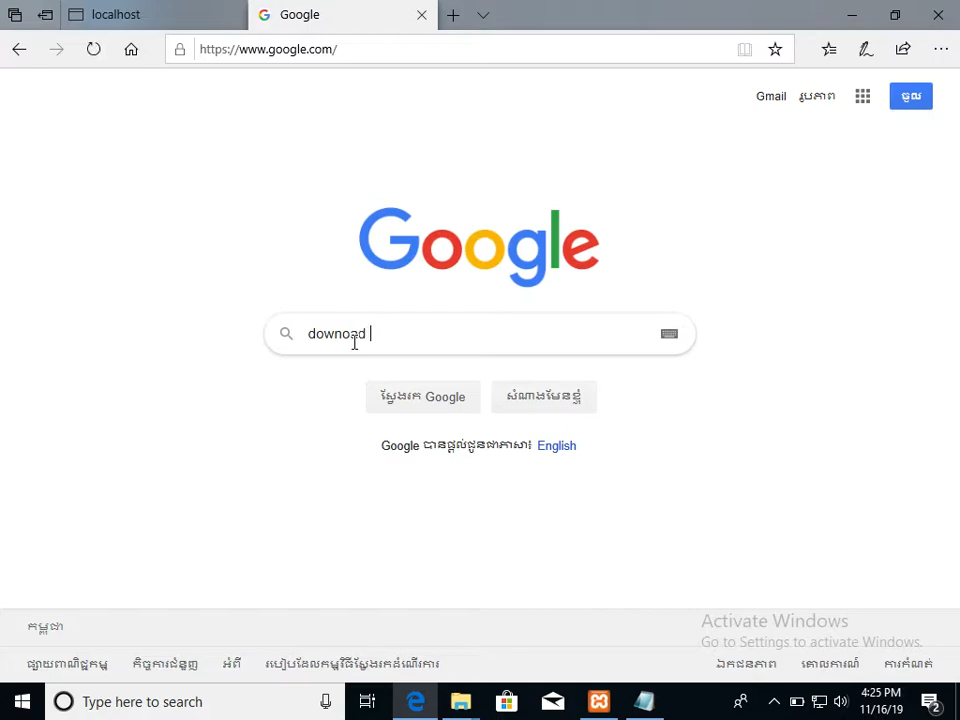 localhost
Google
https://www.google.com/
Gmail រូបភាព ចូល
Google
downoad
ស្វែងរក Google សំណាងមែនខ្ញុំ
Google បានផ្ដល់ជូនជាភាសា៖ English
Activate Windows
Go to Settings to activate Windows.
កម្ពុជា
ផ្សាយពាណិជ្ជកម្ម កិច្ចការជំនួញ អំពី របៀបដែលកម្មវិធីស្វែងរកដំណើរការ ឯកជនភាព គោលការណ៍ ការកំណត់
Type here to search
4:25 PM
11/16/19
2